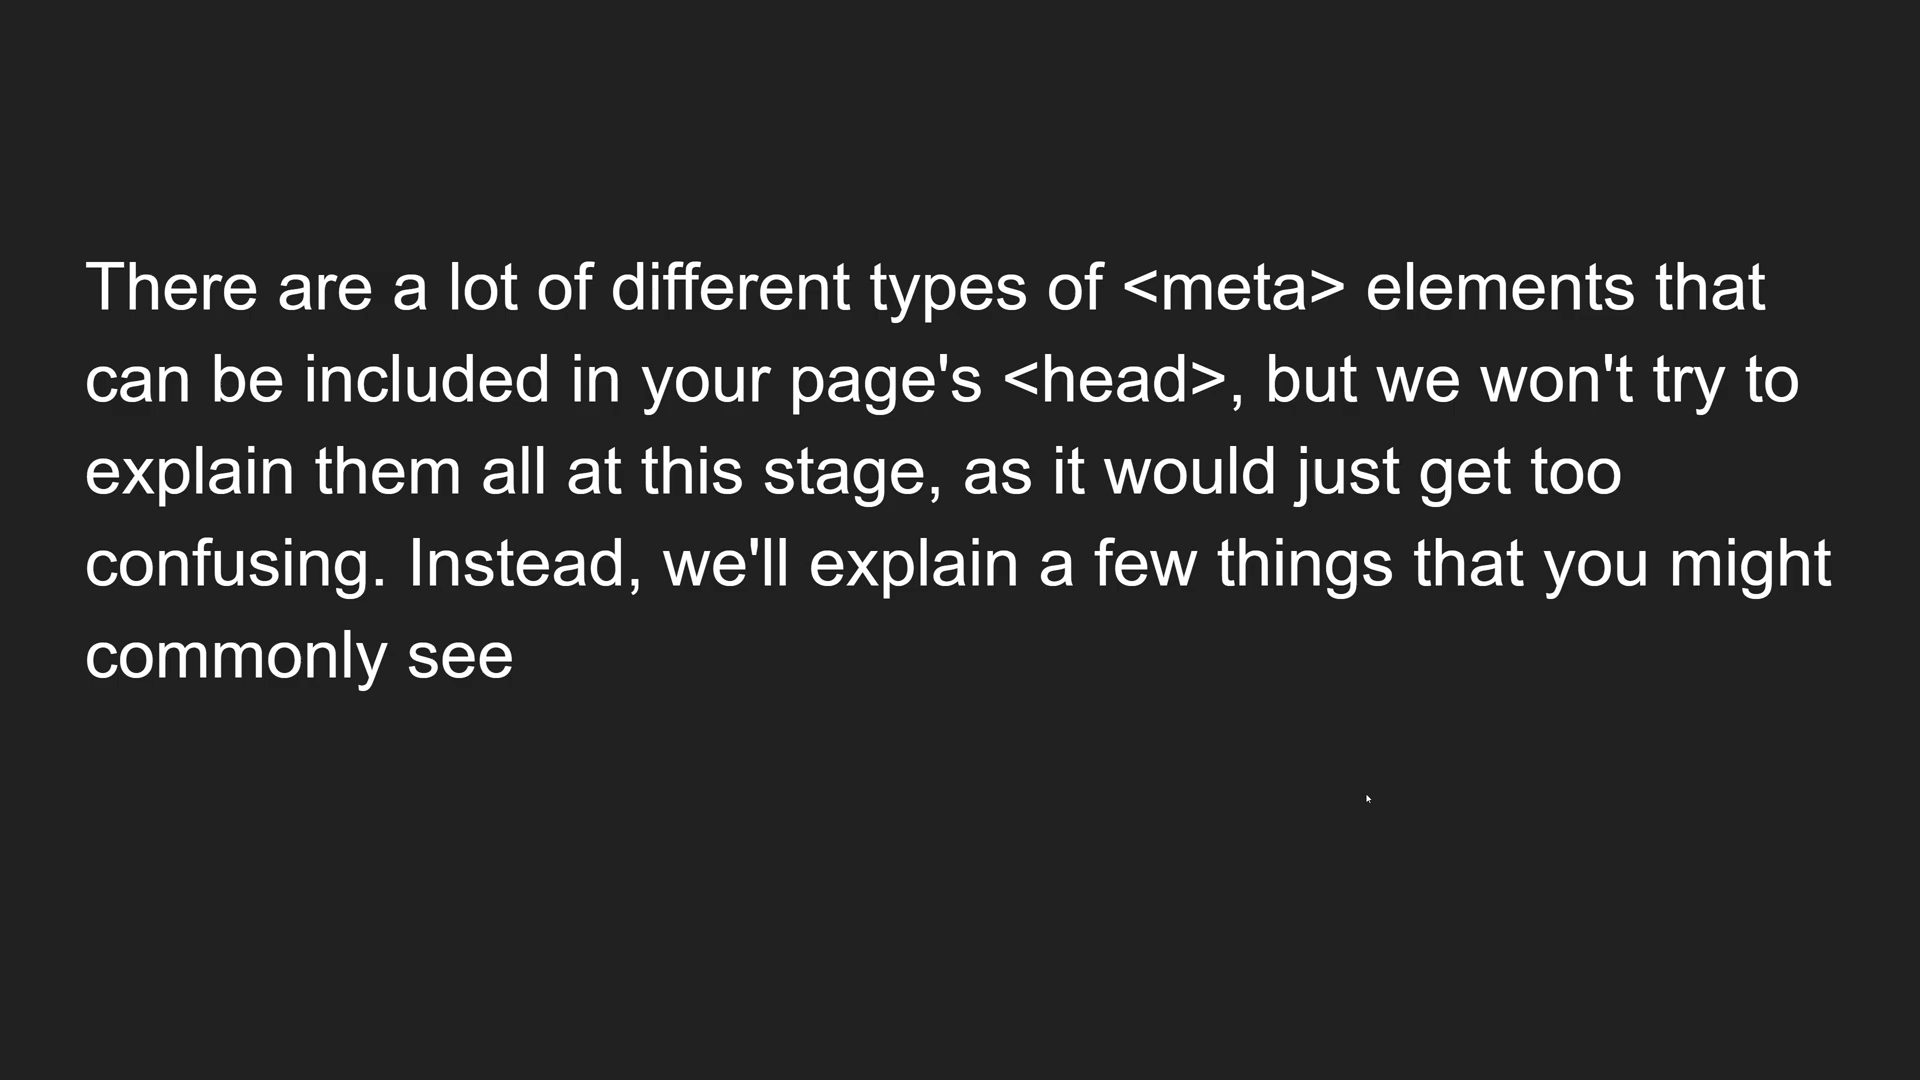 There are a lot of different types of <meta> elements that
can be included in your page's <head>, but we won't try to
explain them all at this stage, as it would just get too
confusing. Instead, we'll explain a few things that you might
commonly see